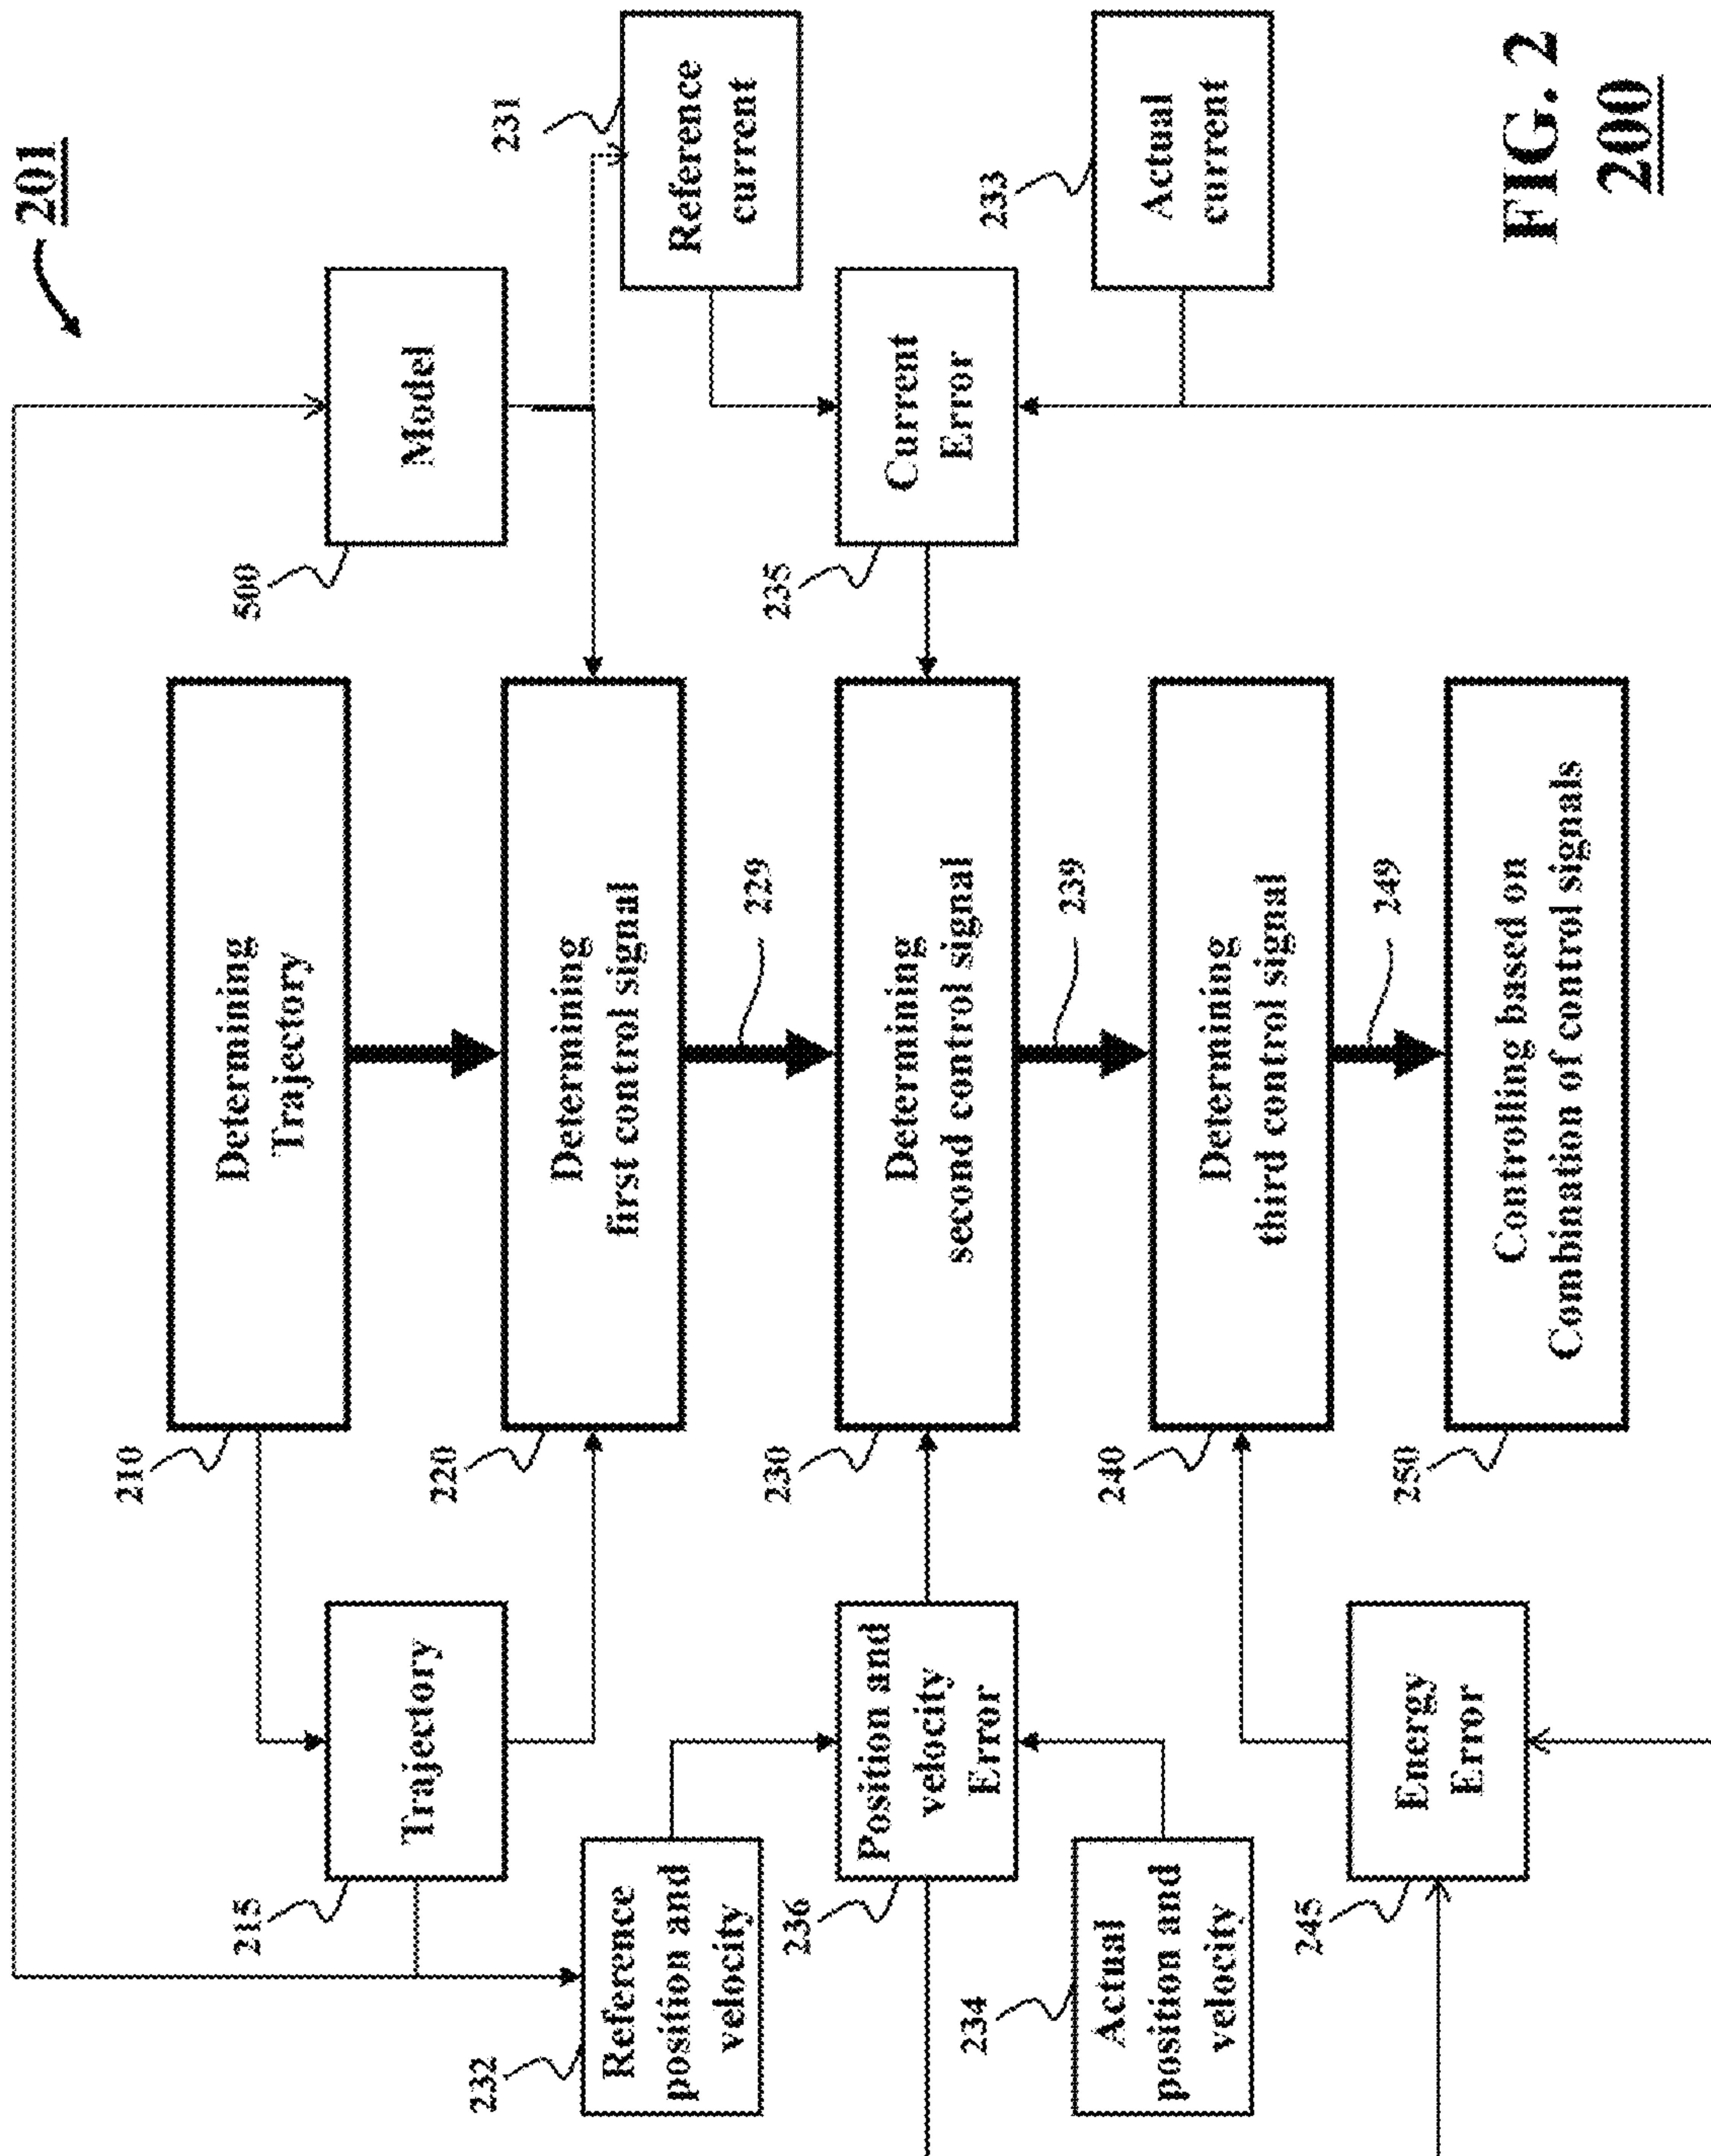 201
210
Determining
Trajectory
215
Trajectory
500
Model
220
Determining
first control signal
229
231
Reference
current
232
Reference
position and
velocity
230
Determining
second control signal
239
235
Current
Error
236
Position and
velocity
Error
233
Actual
current
234
Actual
position and
velocity
240
Determining
third control signal
249
245
Energy
Error
250
Controlling based on
Combination of control signals
FIG. 2
200